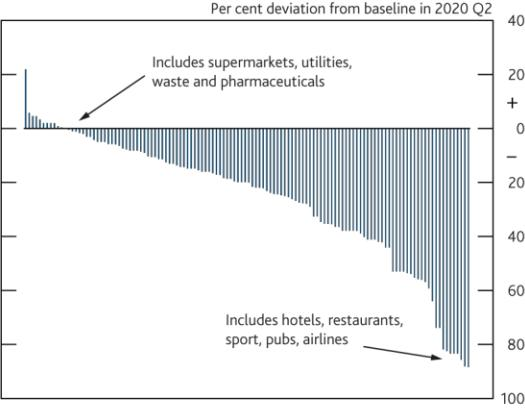 Per cent deviation from baseline in 2020 Q2
40
Includes supermarkets, utilities,
waste and pharmaceuticals
20
+
0
–
20
40
60
Includes hotels, restaurants,
sport, pubs, airlines
80
100